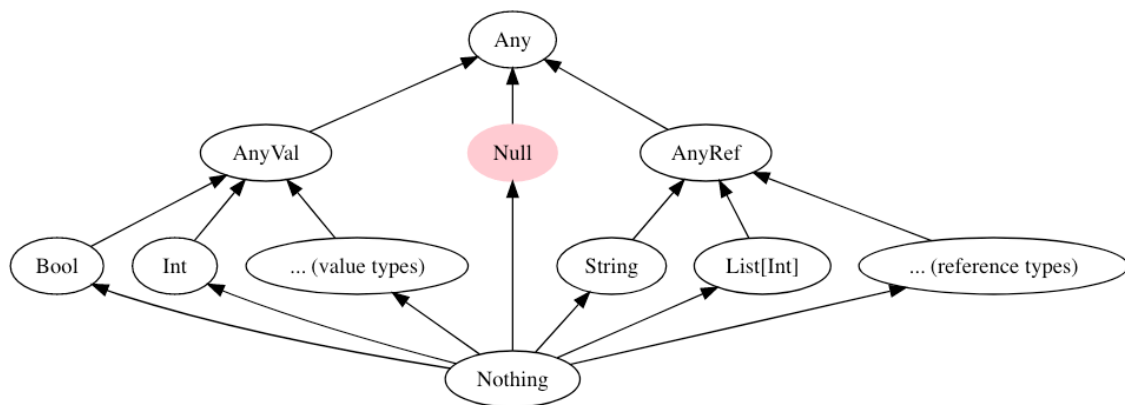 Any
AnyVal Null AnyRef
Bool Int ... (value types) String List[Int] ... (reference types)
Nothing